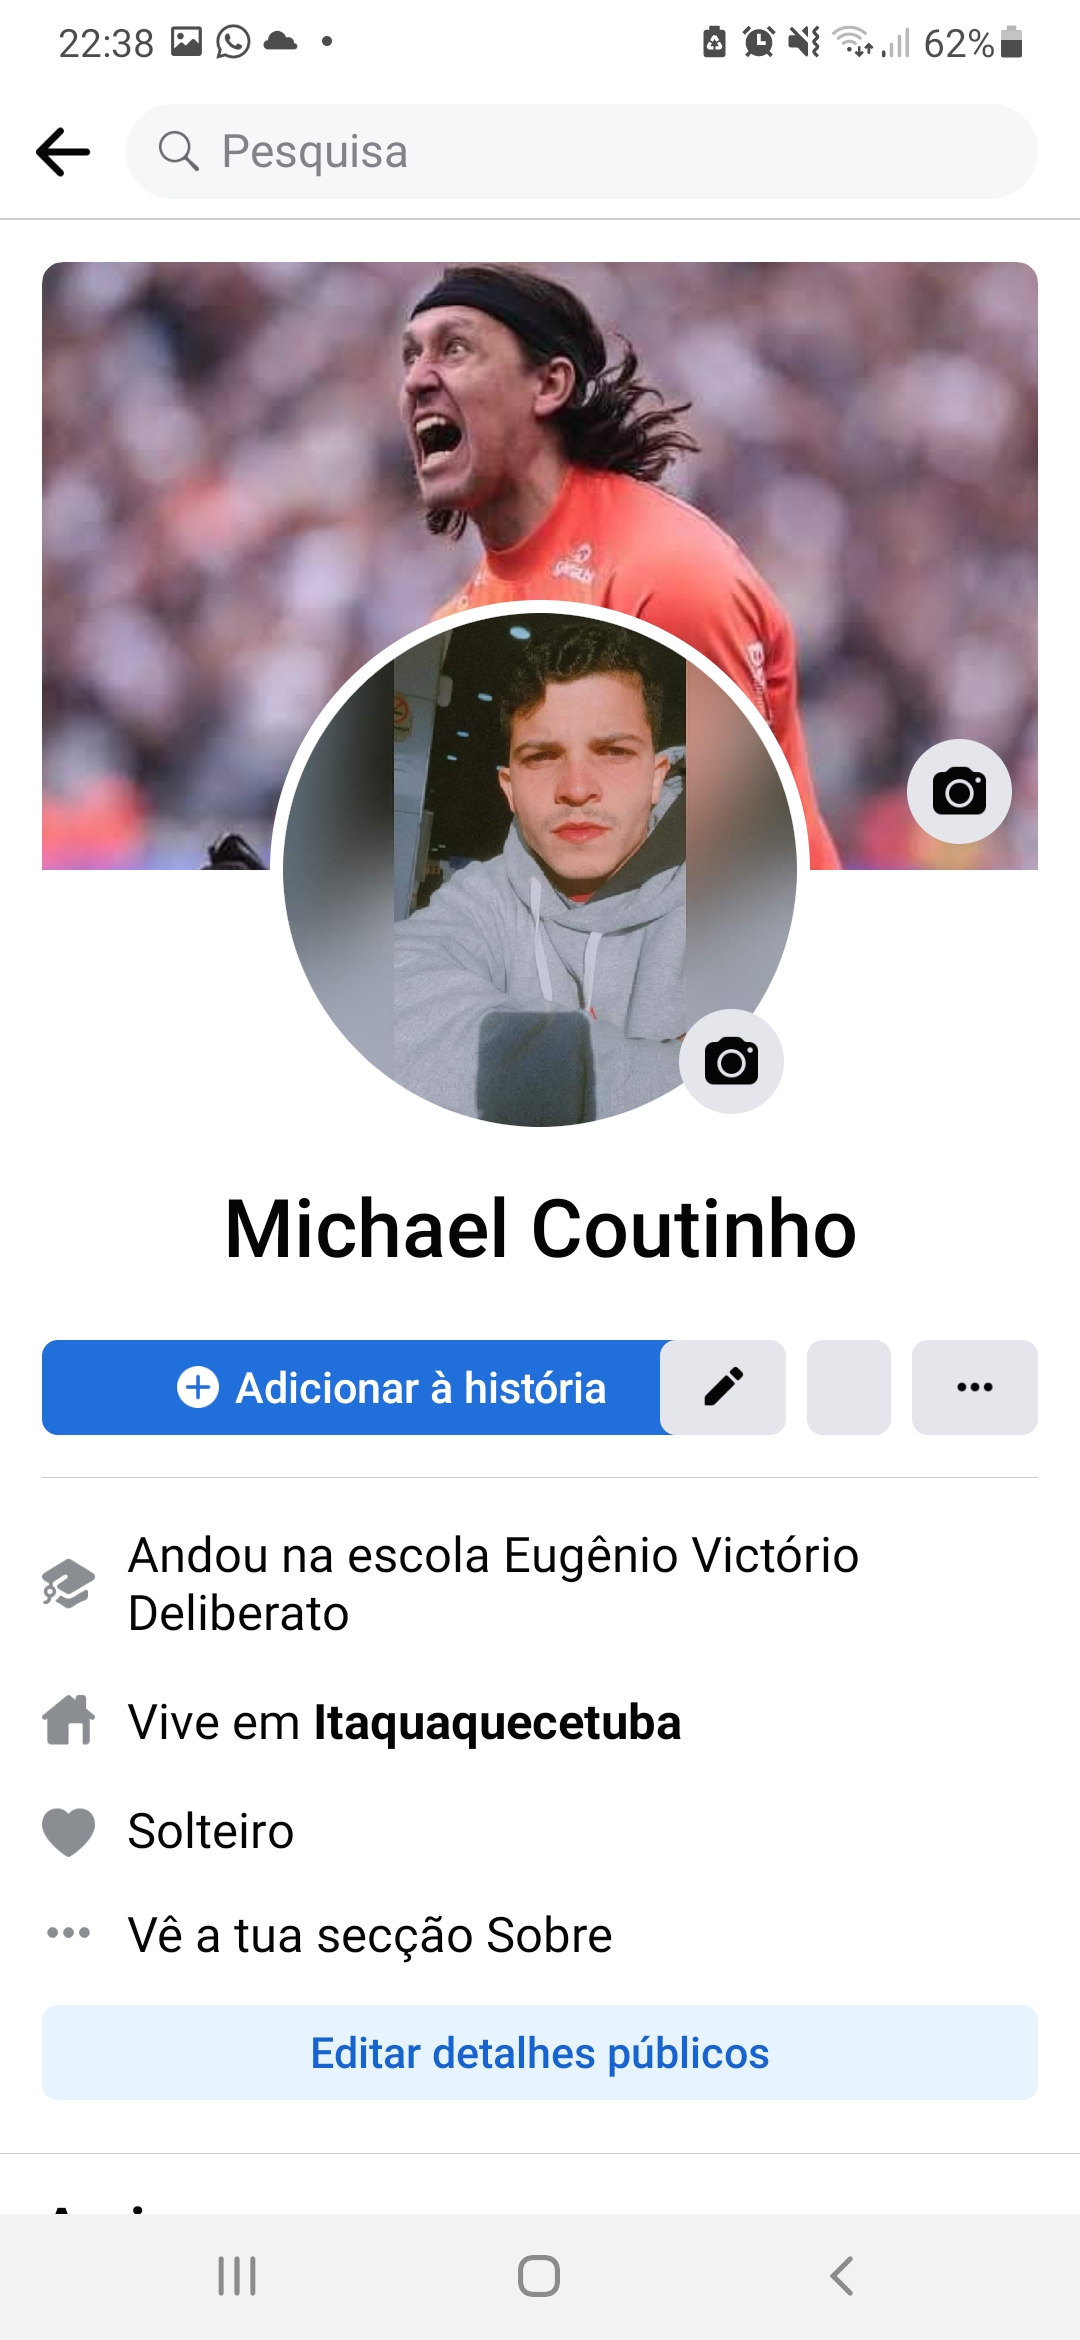 22:38
62%
Pesquisa
Michael Coutinho
Adicionar à história
Andou na escola Eugênio Victório
Deliberato
Vive em Itaquaquecetuba
Solteiro
Vê a tua secção Sobre
Editar detalhes públicos